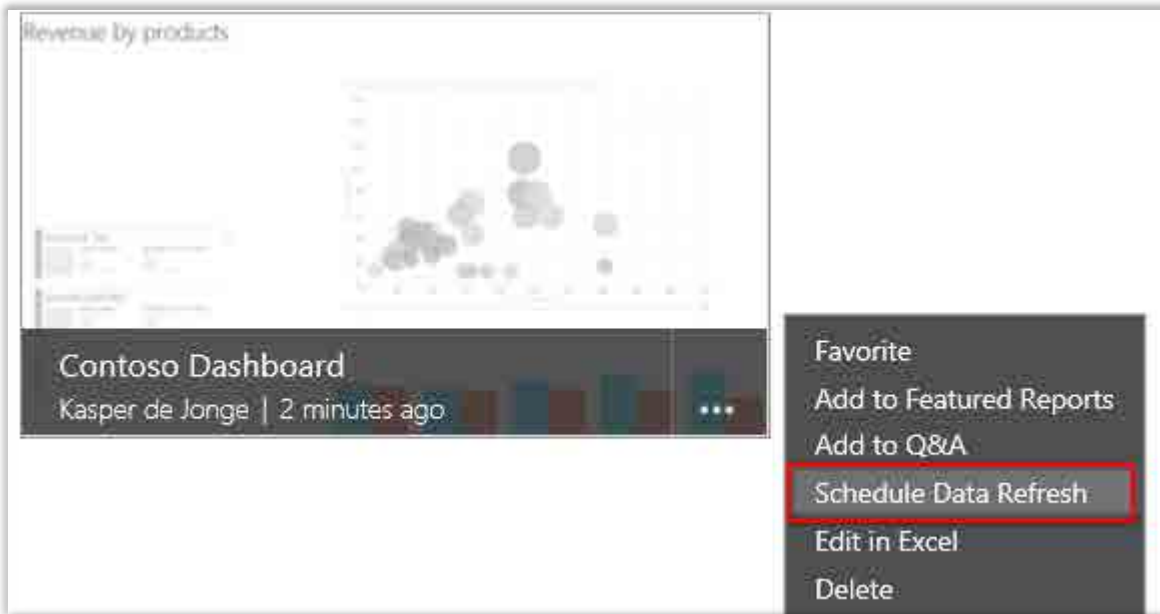 Revenue by products
Contoso Dashboard
Kasper de Jonge | 2 minutes ago
...
Favorite
Add to Featured Reports
Add to Q&A
Schedule Data Refresh
Edit in Excel
Delete